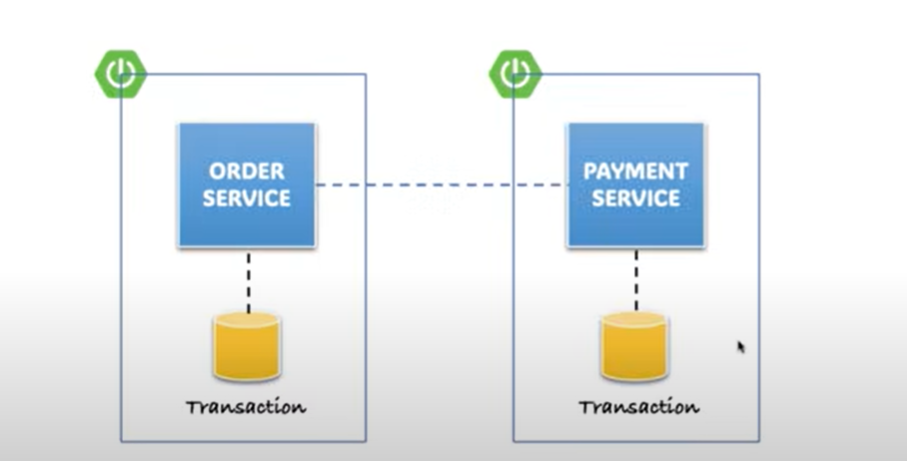 ORDER
SERVICE
PAYMENT
SERVICE
Transaction
Transaction